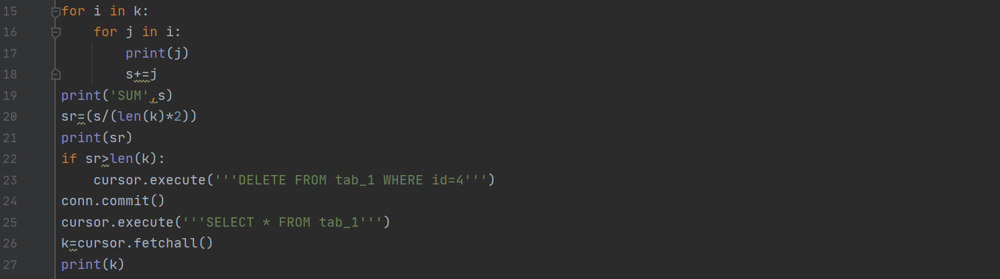 15 for i in k:
16     for j in i:
17         print(j)
18         s+=j
19 print('SUM',s)
20 sr=(s/(len(k)*2))
21 print(sr)
22 if sr>len(k):
23     cursor.execute('''DELETE FROM tab_1 WHERE id=4''')
24 conn.commit()
25 cursor.execute('''SELECT * FROM tab_1''')
26 k=cursor.fetchall()
27 print(k)